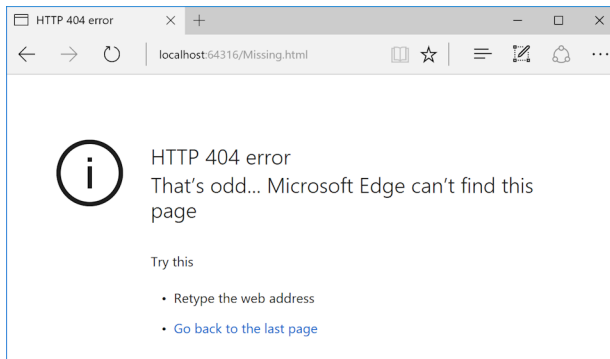 HTTP 404 error
localhost:64316/Missing.html
HTTP 404 error
That's odd... Microsoft Edge can't find this
page
Try this
• Retype the web address
• Go back to the last page